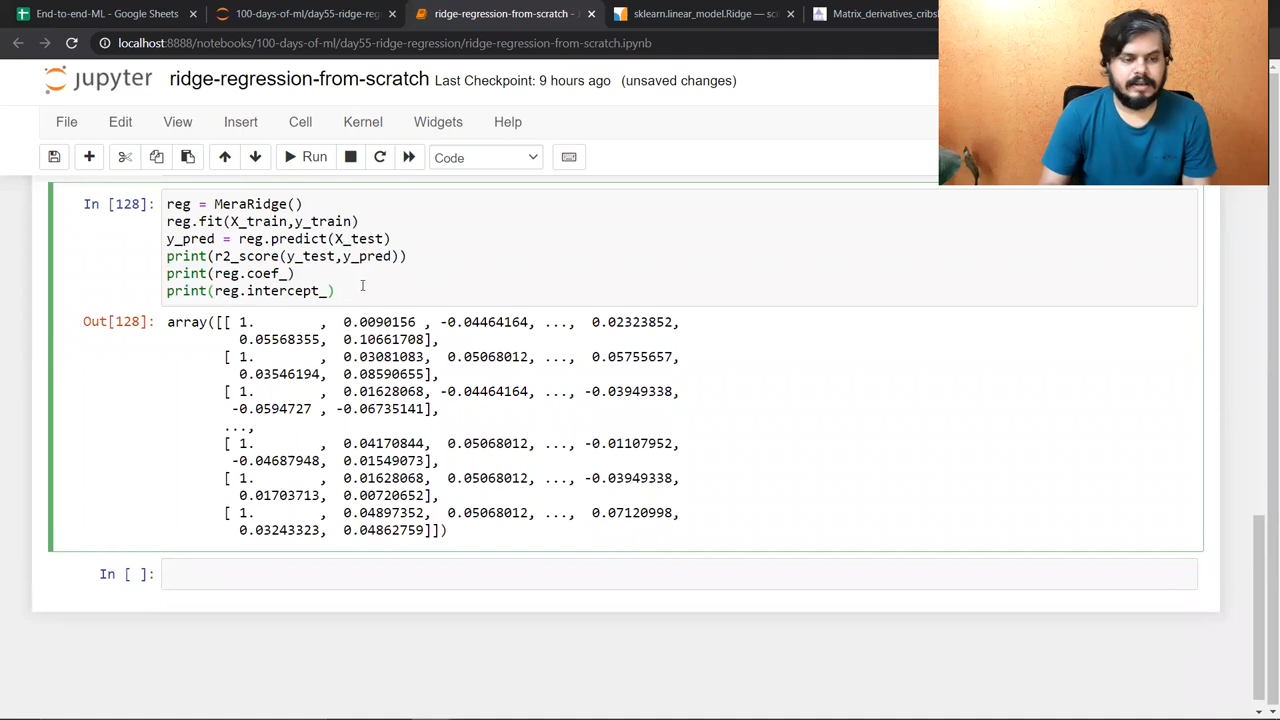 End-to-end-ML - Google Sheets
100-days-of-ml/day55-ridge-reg
ridge-regression-from-scratch -
sklearn.linear_model.Ridge — sc
Matrix_derivatives_cribsh
localhost:8888/notebooks/100-days-of-ml/day55-ridge-regression/ridge-regression-from-scratch.ipynb
jupyter ridge-regression-from-scratch Last Checkpoint: 9 hours ago (unsaved changes)
File Edit View Insert Cell Kernel Widgets Help
Run Code
In [128]: reg = MeraRidge()
reg.fit(X_train,y_train)
y_pred = reg.predict(X_test)
print(r2_score(y_test,y_pred))
print(reg.coef_)
print(reg.intercept_)
Out[128]: array([[ 1. , 0.0090156 , -0.04464164, ..., 0.02323852,
0.05568355, 0.10661708],
[ 1. , 0.03081083, 0.05068012, ..., 0.05755657,
0.03546194, 0.08590655],
[ 1. , 0.01628068, -0.04464164, ..., -0.03949338,
-0.0594727 , -0.06735141],
...,
[ 1. , 0.04170844, 0.05068012, ..., -0.01107952,
-0.04687948, 0.01549073],
[ 1. , 0.01628068, 0.05068012, ..., -0.03949338,
0.01703713, 0.00720652],
[ 1. , 0.04897352, 0.05068012, ..., 0.07120998,
0.03243323, 0.04862759]])
In [ ]: